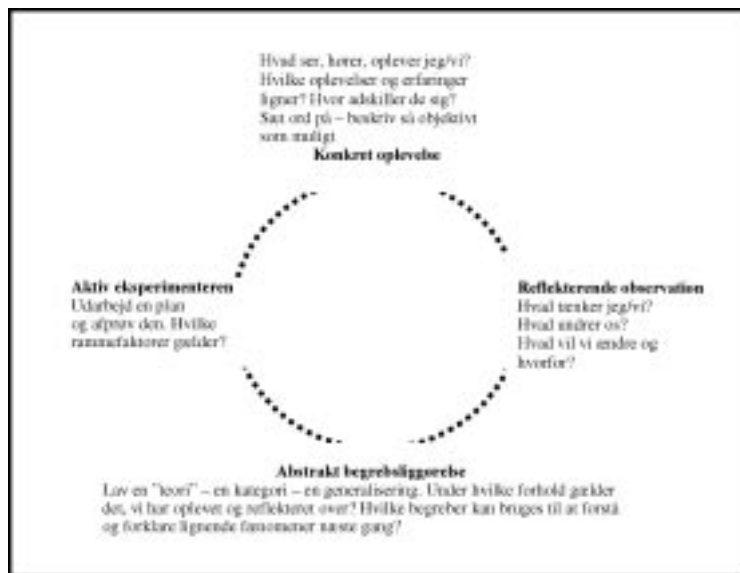 Hvad ser, hører, oplever jeg/vi?
Hvilke oplevelser og erfaringer
ligner? Hvor adskiller de sig?
Sæt ord på – beskriv så objektivt
som muligt
Konkret oplevelse
Aktiv eksperimenteren
Udarbejd en plan
og afprøv den. Hvilke
rammefaktorer gælder?
Reflekterende observation
Hvad tænker jeg/vi?
Hvad undrer os?
Hvad vil vi ændre og
hvorfor?
Abstrakt begrebsliggørelse
Lav en "teori" – en kategori – en generalisering. Under hvilke forhold gælder
det, vi har oplevet og reflekteret over? Hvilke begreber kan bruges til at forstå
og forklare lignende fænomener næste gang?